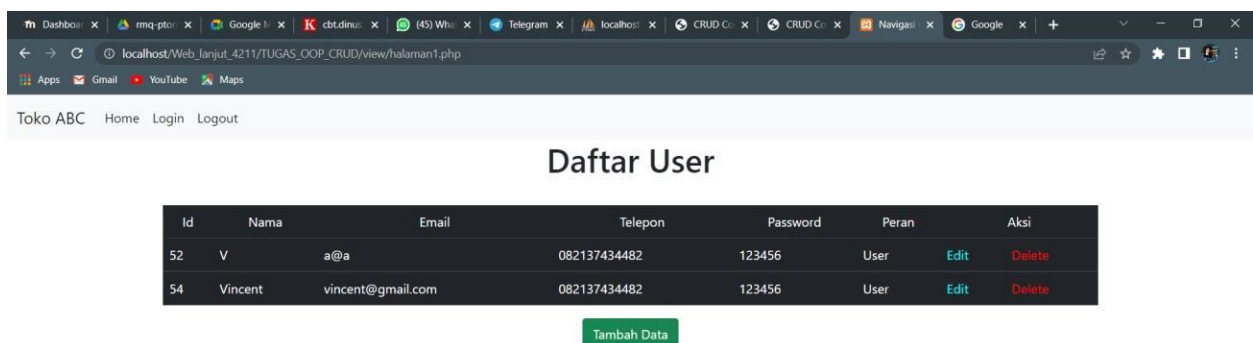 Dashboar rmq-pton Google M cbt.dinus. (45) Wha Telegram localhost CRUD Co CRUD Co Navigasi Google
localhost/Web_lanjut_4211/TUGAS_OOP_CRUD/view/halaman1.php
Apps Gmail YouTube Maps
Toko ABC Home Login Logout
Daftar User
Id Nama Email Telepon Password Peran Aksi
52 V a@a 082137434482 123456 User Edit Delete
54 Vincent vincent@gmail.com 082137434482 123456 User Edit Delete
Tambah Data